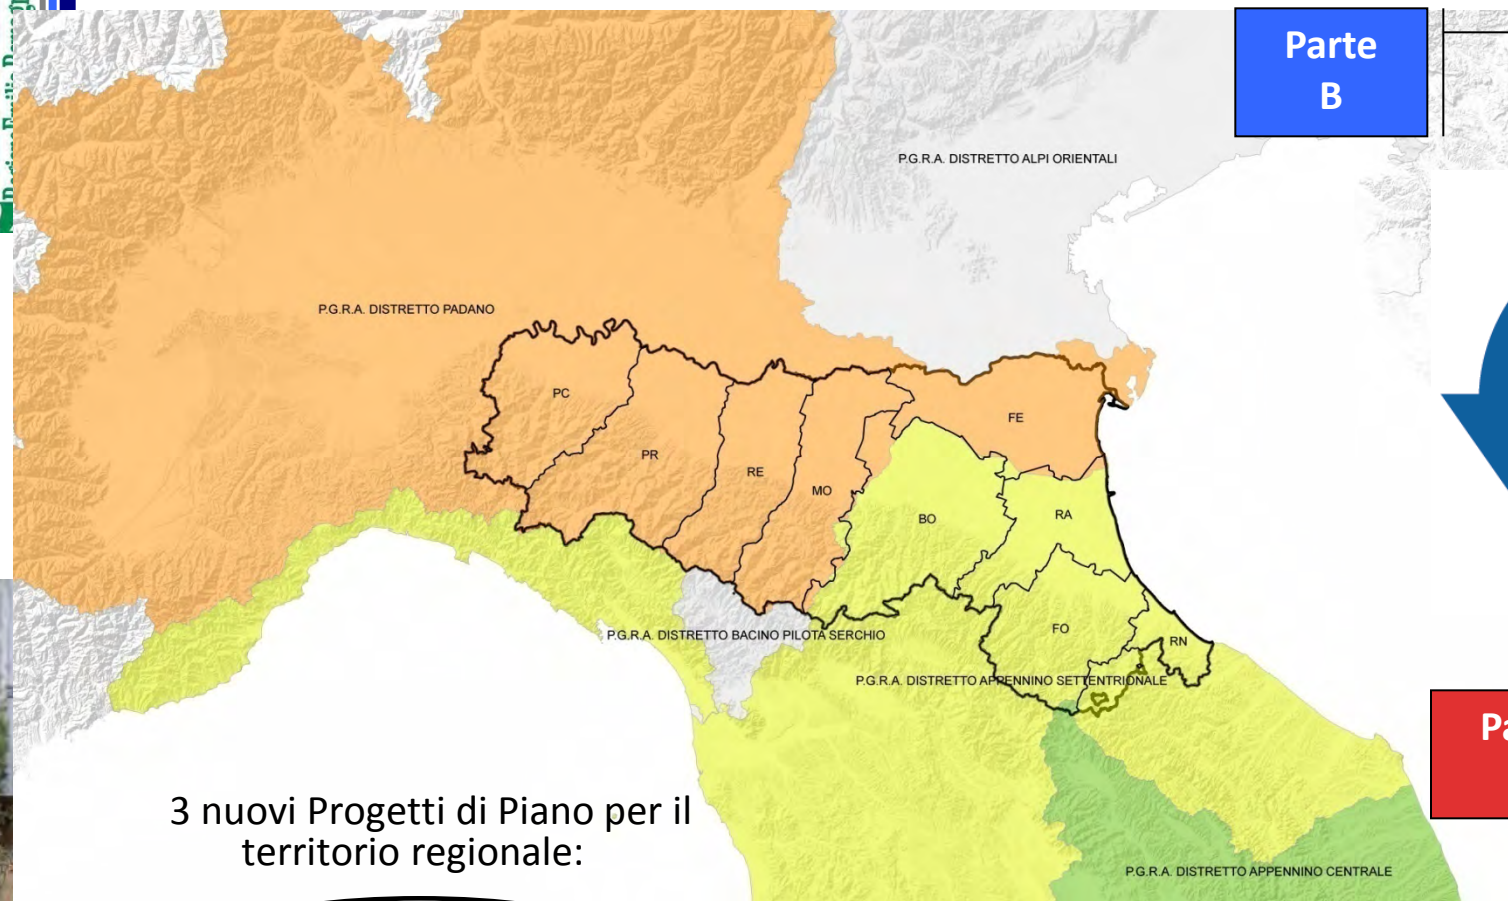 Parte
B
P.G.R.A. DISTRETTO ALPI ORIENTALI
P.G.R.A. DISTRETTO PADANO
PC
FE
PR
RE
MO
BO
RA
FO
RN
P.G.R.A. DISTRETTO BACINO PILOTA SERCHIO
P.G.R.A. DISTRETTO APPENNINO SETTENTRIONALE
Pa
3 nuovi Progetti di Piano per il
territorio regionale:
P.G.R.A. DISTRETTO APPENNINO CENTRALE